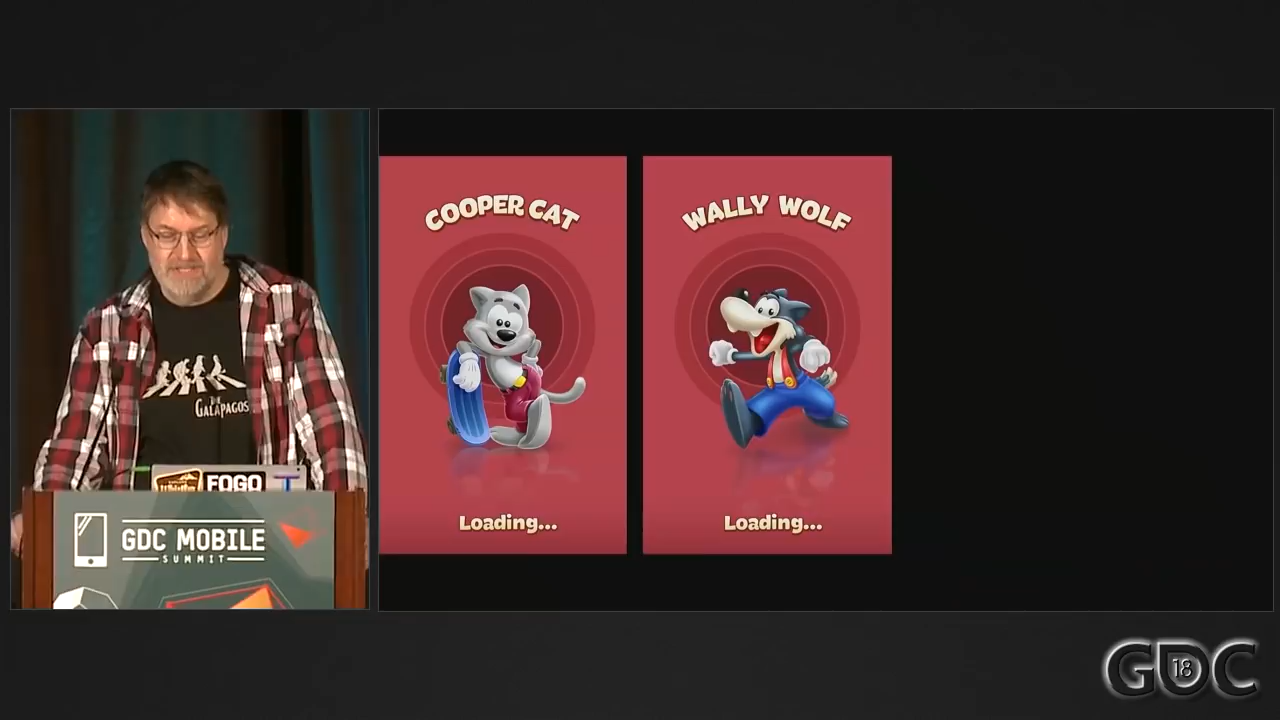 COOPER CAT
Loading...
WALLY WOLF
Loading...
THE
GALAPAGOS
FOGO
GDC MOBILE
SUMMIT
GDC
18